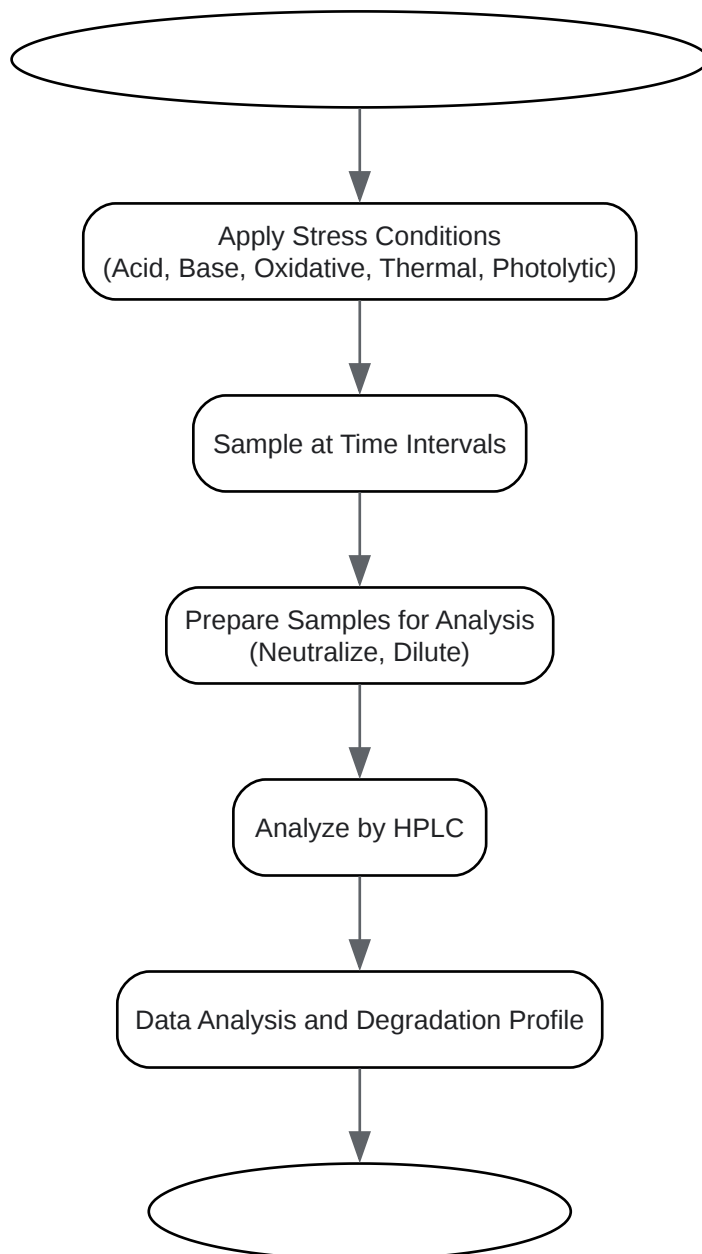 Apply Stress Conditions
(Acid, Base, Oxidative, Thermal, Photolytic)
Sample at Time Intervals
Prepare Samples for Analysis
(Neutralize, Dilute)
Analyze by HPLC
Data Analysis and Degradation Profile